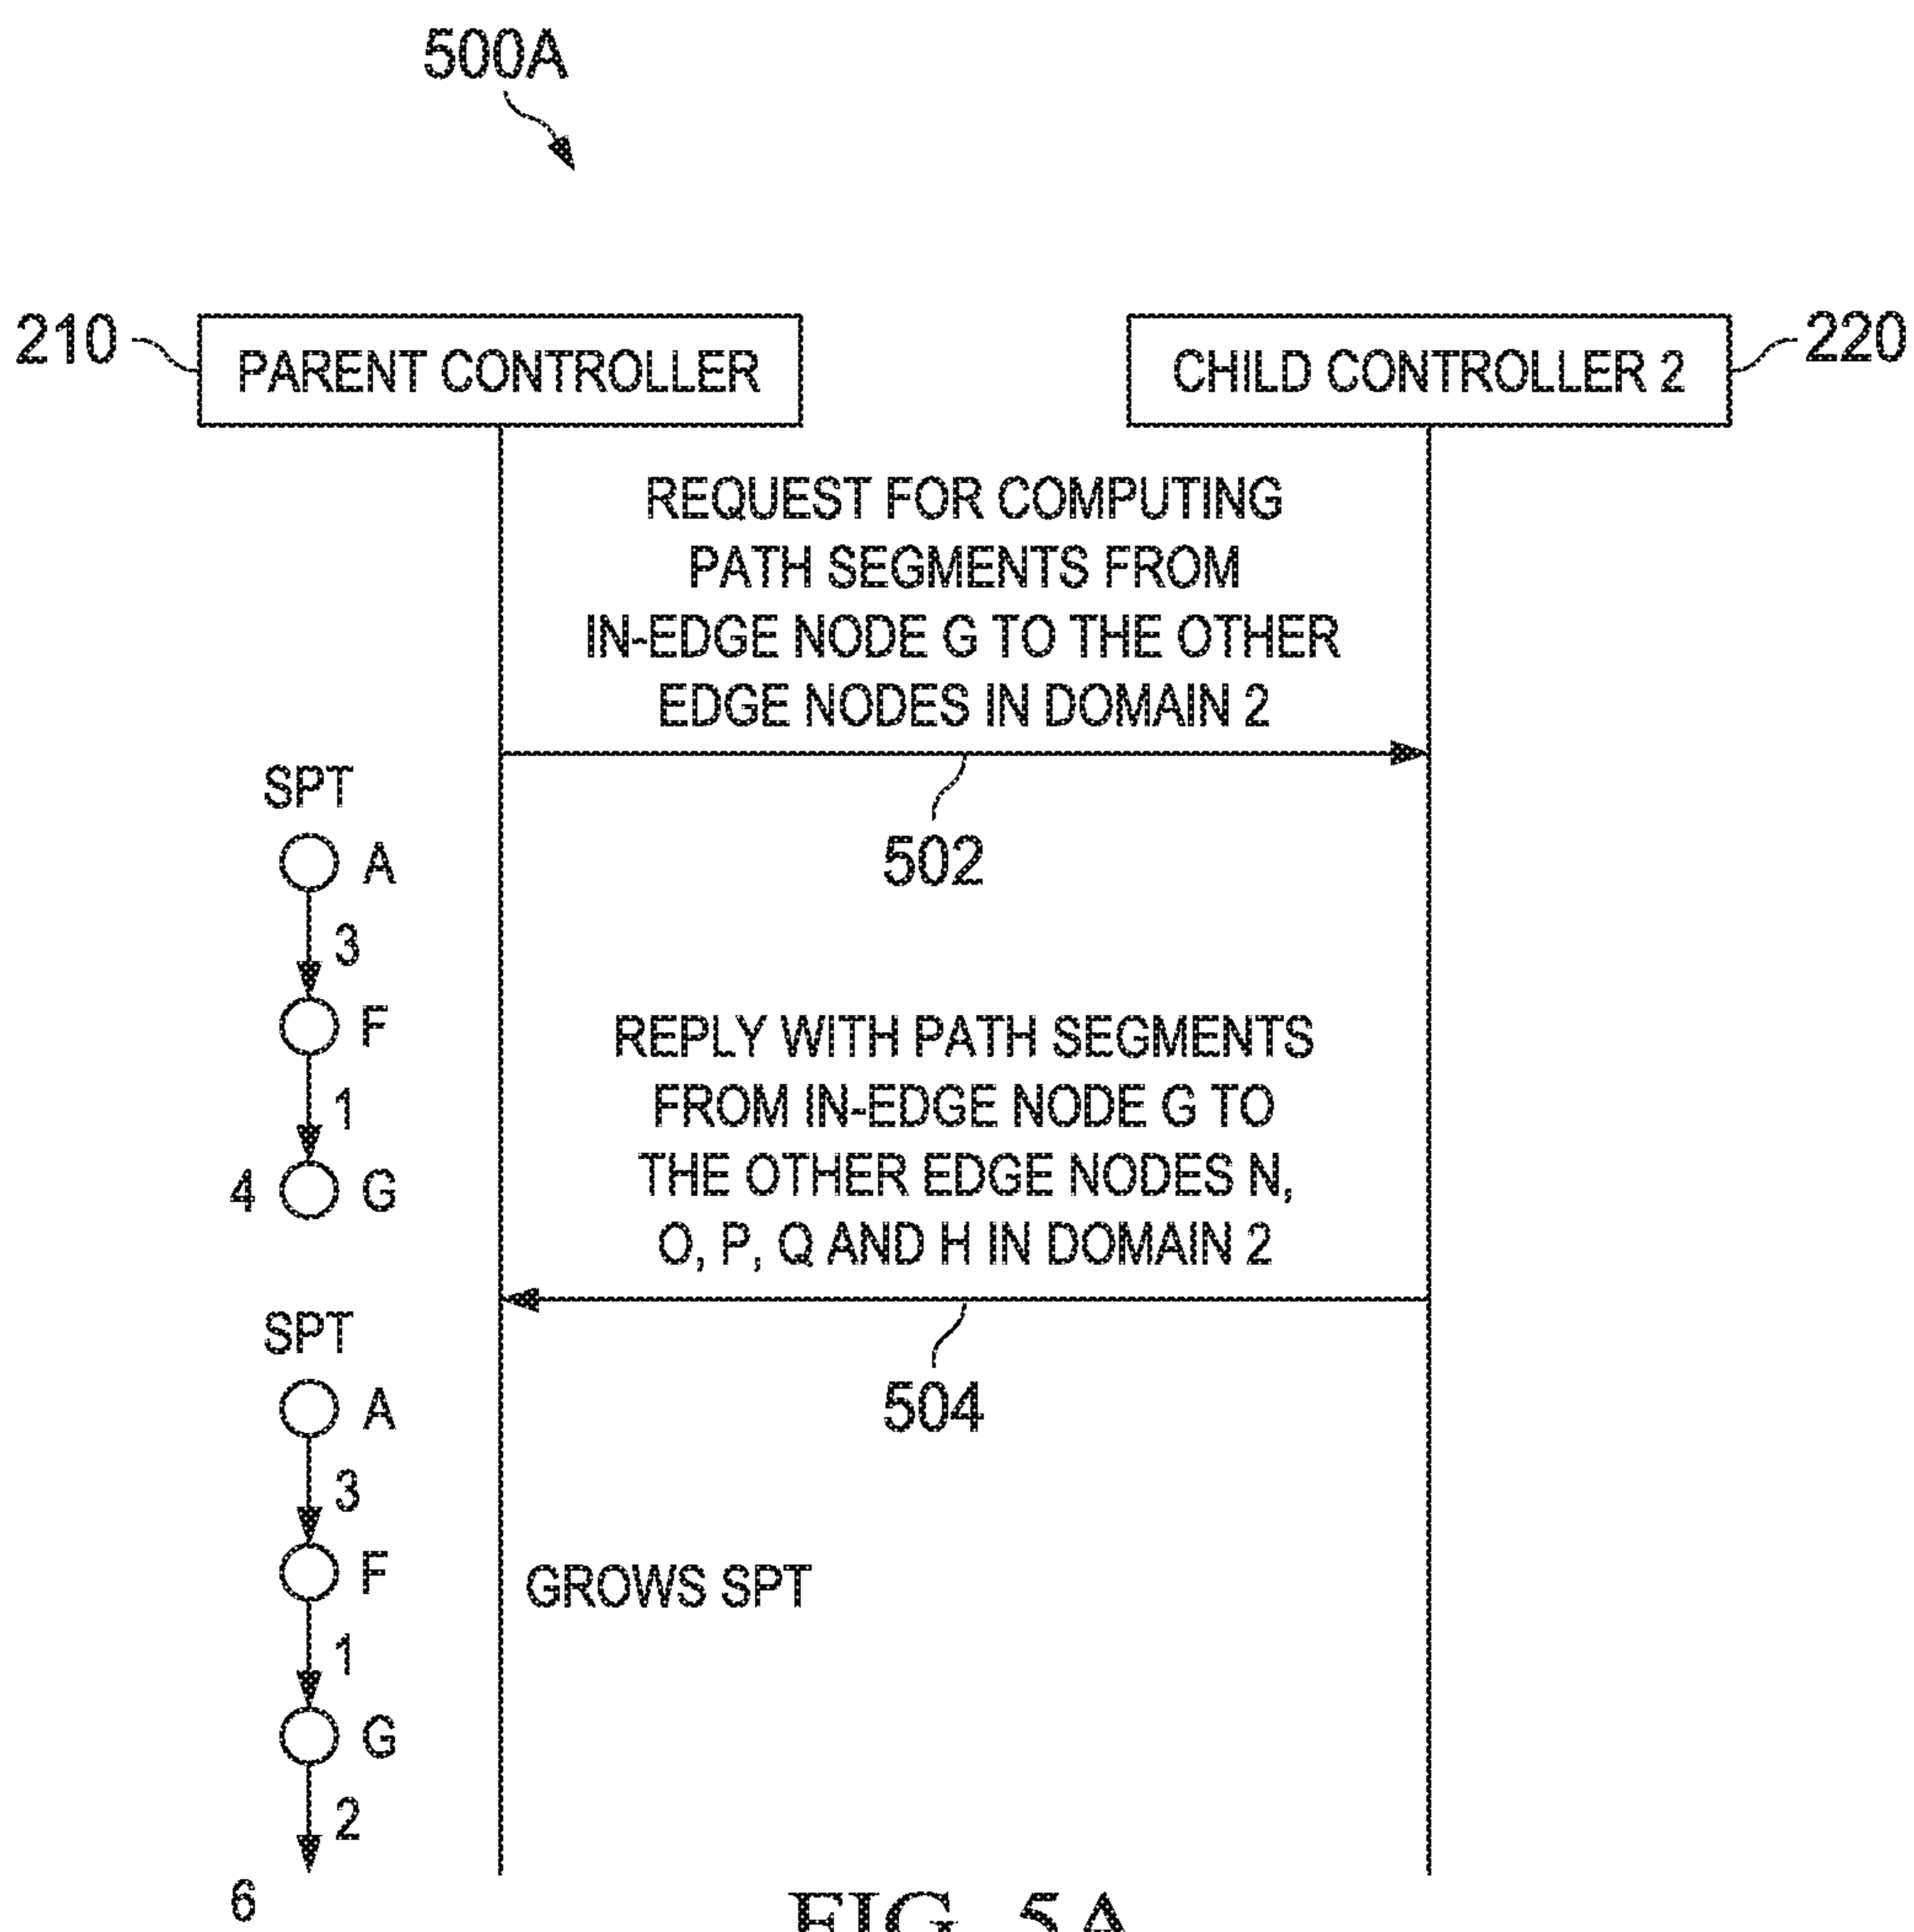 500A
210
PARENT CONTROLLER
CHILD CONTROLLER 2
220
REQUEST FOR COMPUTING
PATH SEGMENTS FROM
IN-EDGE NODE G TO THE OTHER
EDGE NODES IN DOMAIN 2
502
SPT
A
3
F
1
4
G
REPLY WITH PATH SEGMENTS
FROM IN-EDGE NODE G TO
THE OTHER EDGE NODES N,
O, P, Q AND H IN DOMAIN 2
504
SPT
A
3
F
1
G
2
6
GROWS SPT
FIG. 5A